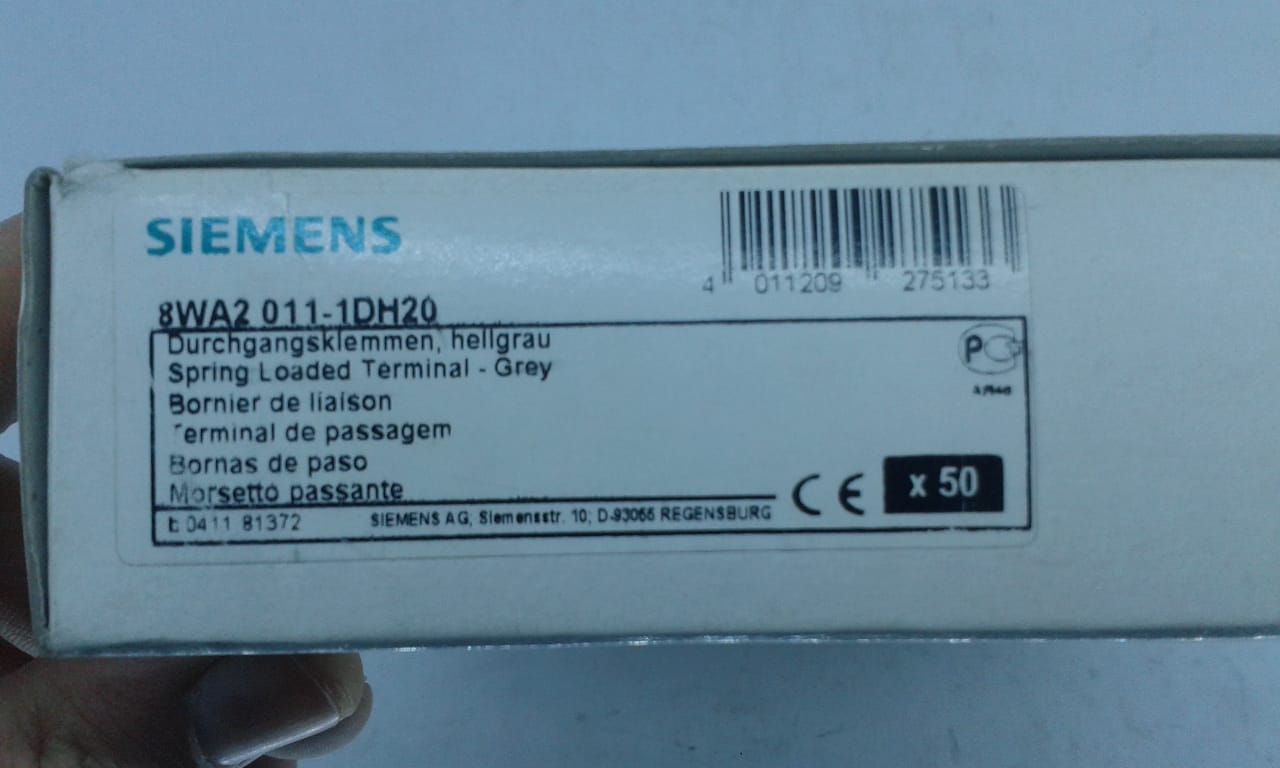 SIEMENS
4 011209 275133
8WA2 011-1DH20
Durchgangsklemmen, hellgrau
Spring Loaded Terminal - Grey
Bornier de liaison
Terminal de passagem
Bornas de paso
Morsetto passante
CE
x 50
0411 81372
SIEMENS AG; Siemensstr. 10; D-93055 REGENSBURG